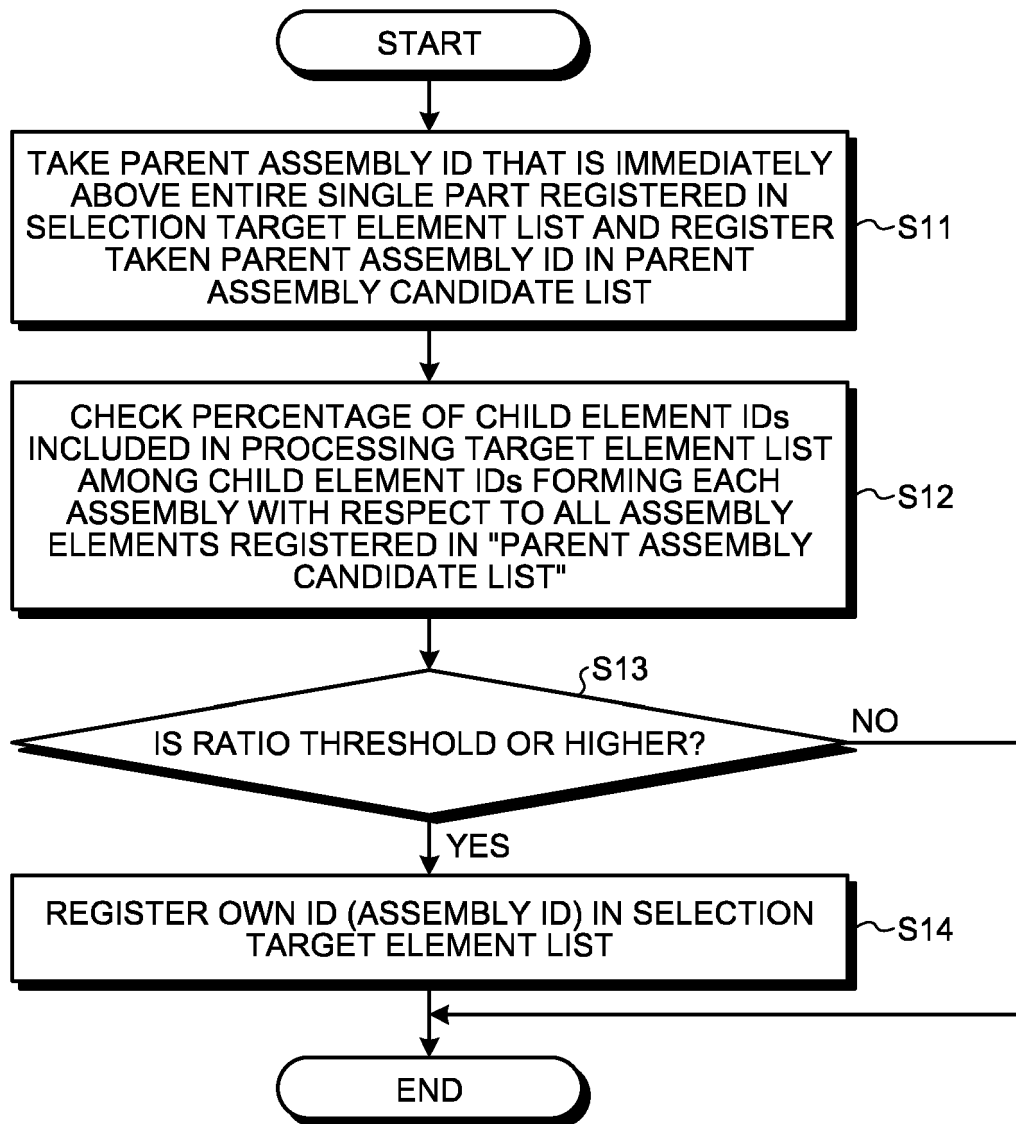 START
TAKE PARENT ASSEMBLY ID THAT IS IMMEDIATELY
ABOVE ENTIRE SINGLE PART REGISTERED IN
SELECTION TARGET ELEMENT LIST AND REGISTER
TAKEN PARENT ASSEMBLY ID IN PARENT
ASSEMBLY CANDIDATE LIST
S11
CHECK PERCENTAGE OF CHILD ELEMENT IDs
INCLUDED IN PROCESSING TARGET ELEMENT LIST
AMONG CHILD ELEMENT IDs FORMING EACH
ASSEMBLY WITH RESPECT TO ALL ASSEMBLY
ELEMENTS REGISTERED IN "PARENT ASSEMBLY
CANDIDATE LIST"
S12
S13
IS RATIO THRESHOLD OR HIGHER?
NO
YES
REGISTER OWN ID (ASSEMBLY ID) IN SELECTION
TARGET ELEMENT LIST
S14
END